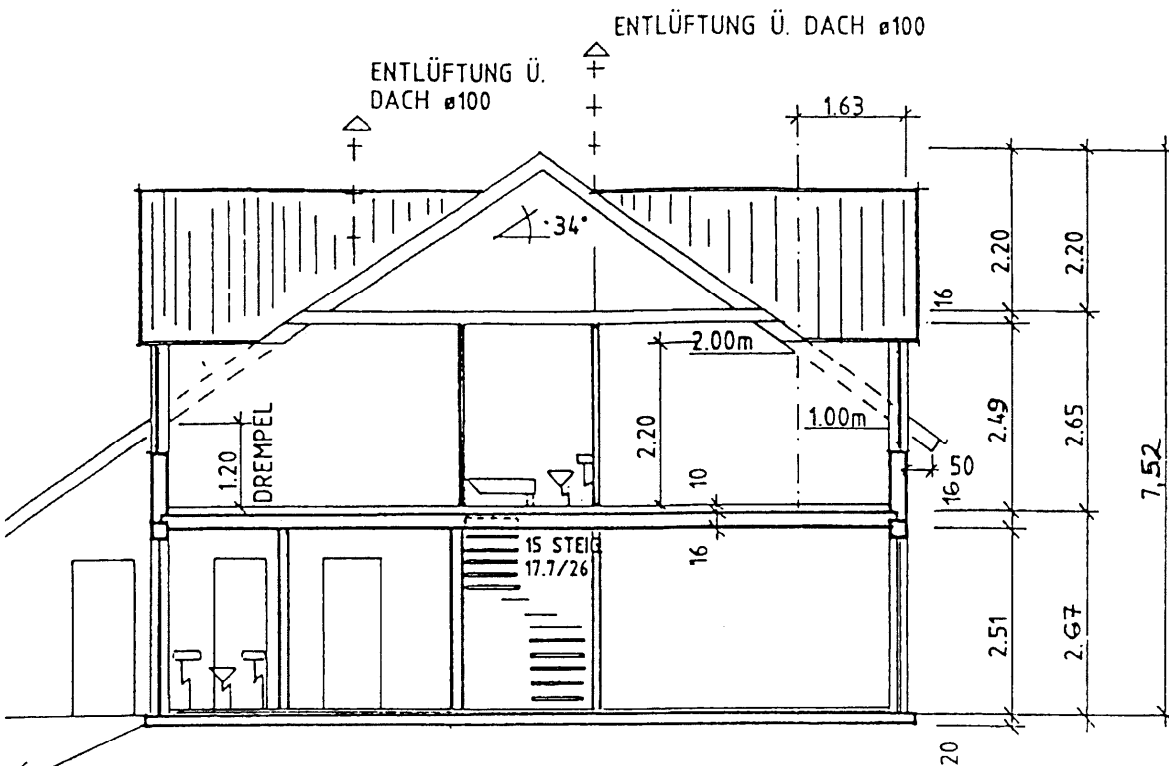 ENTLÜFTUNG Ü. DACH ø100
ENTLÜFTUNG Ü.
DACH ø100
1.63
34°
2.20
2.20
16
2.00m
1.00m
1.20
DREMPEL
2.20
10
2.49
2.65
7,52
50
16
16
15 STEIG
17.7/26
2.51
2.67
20